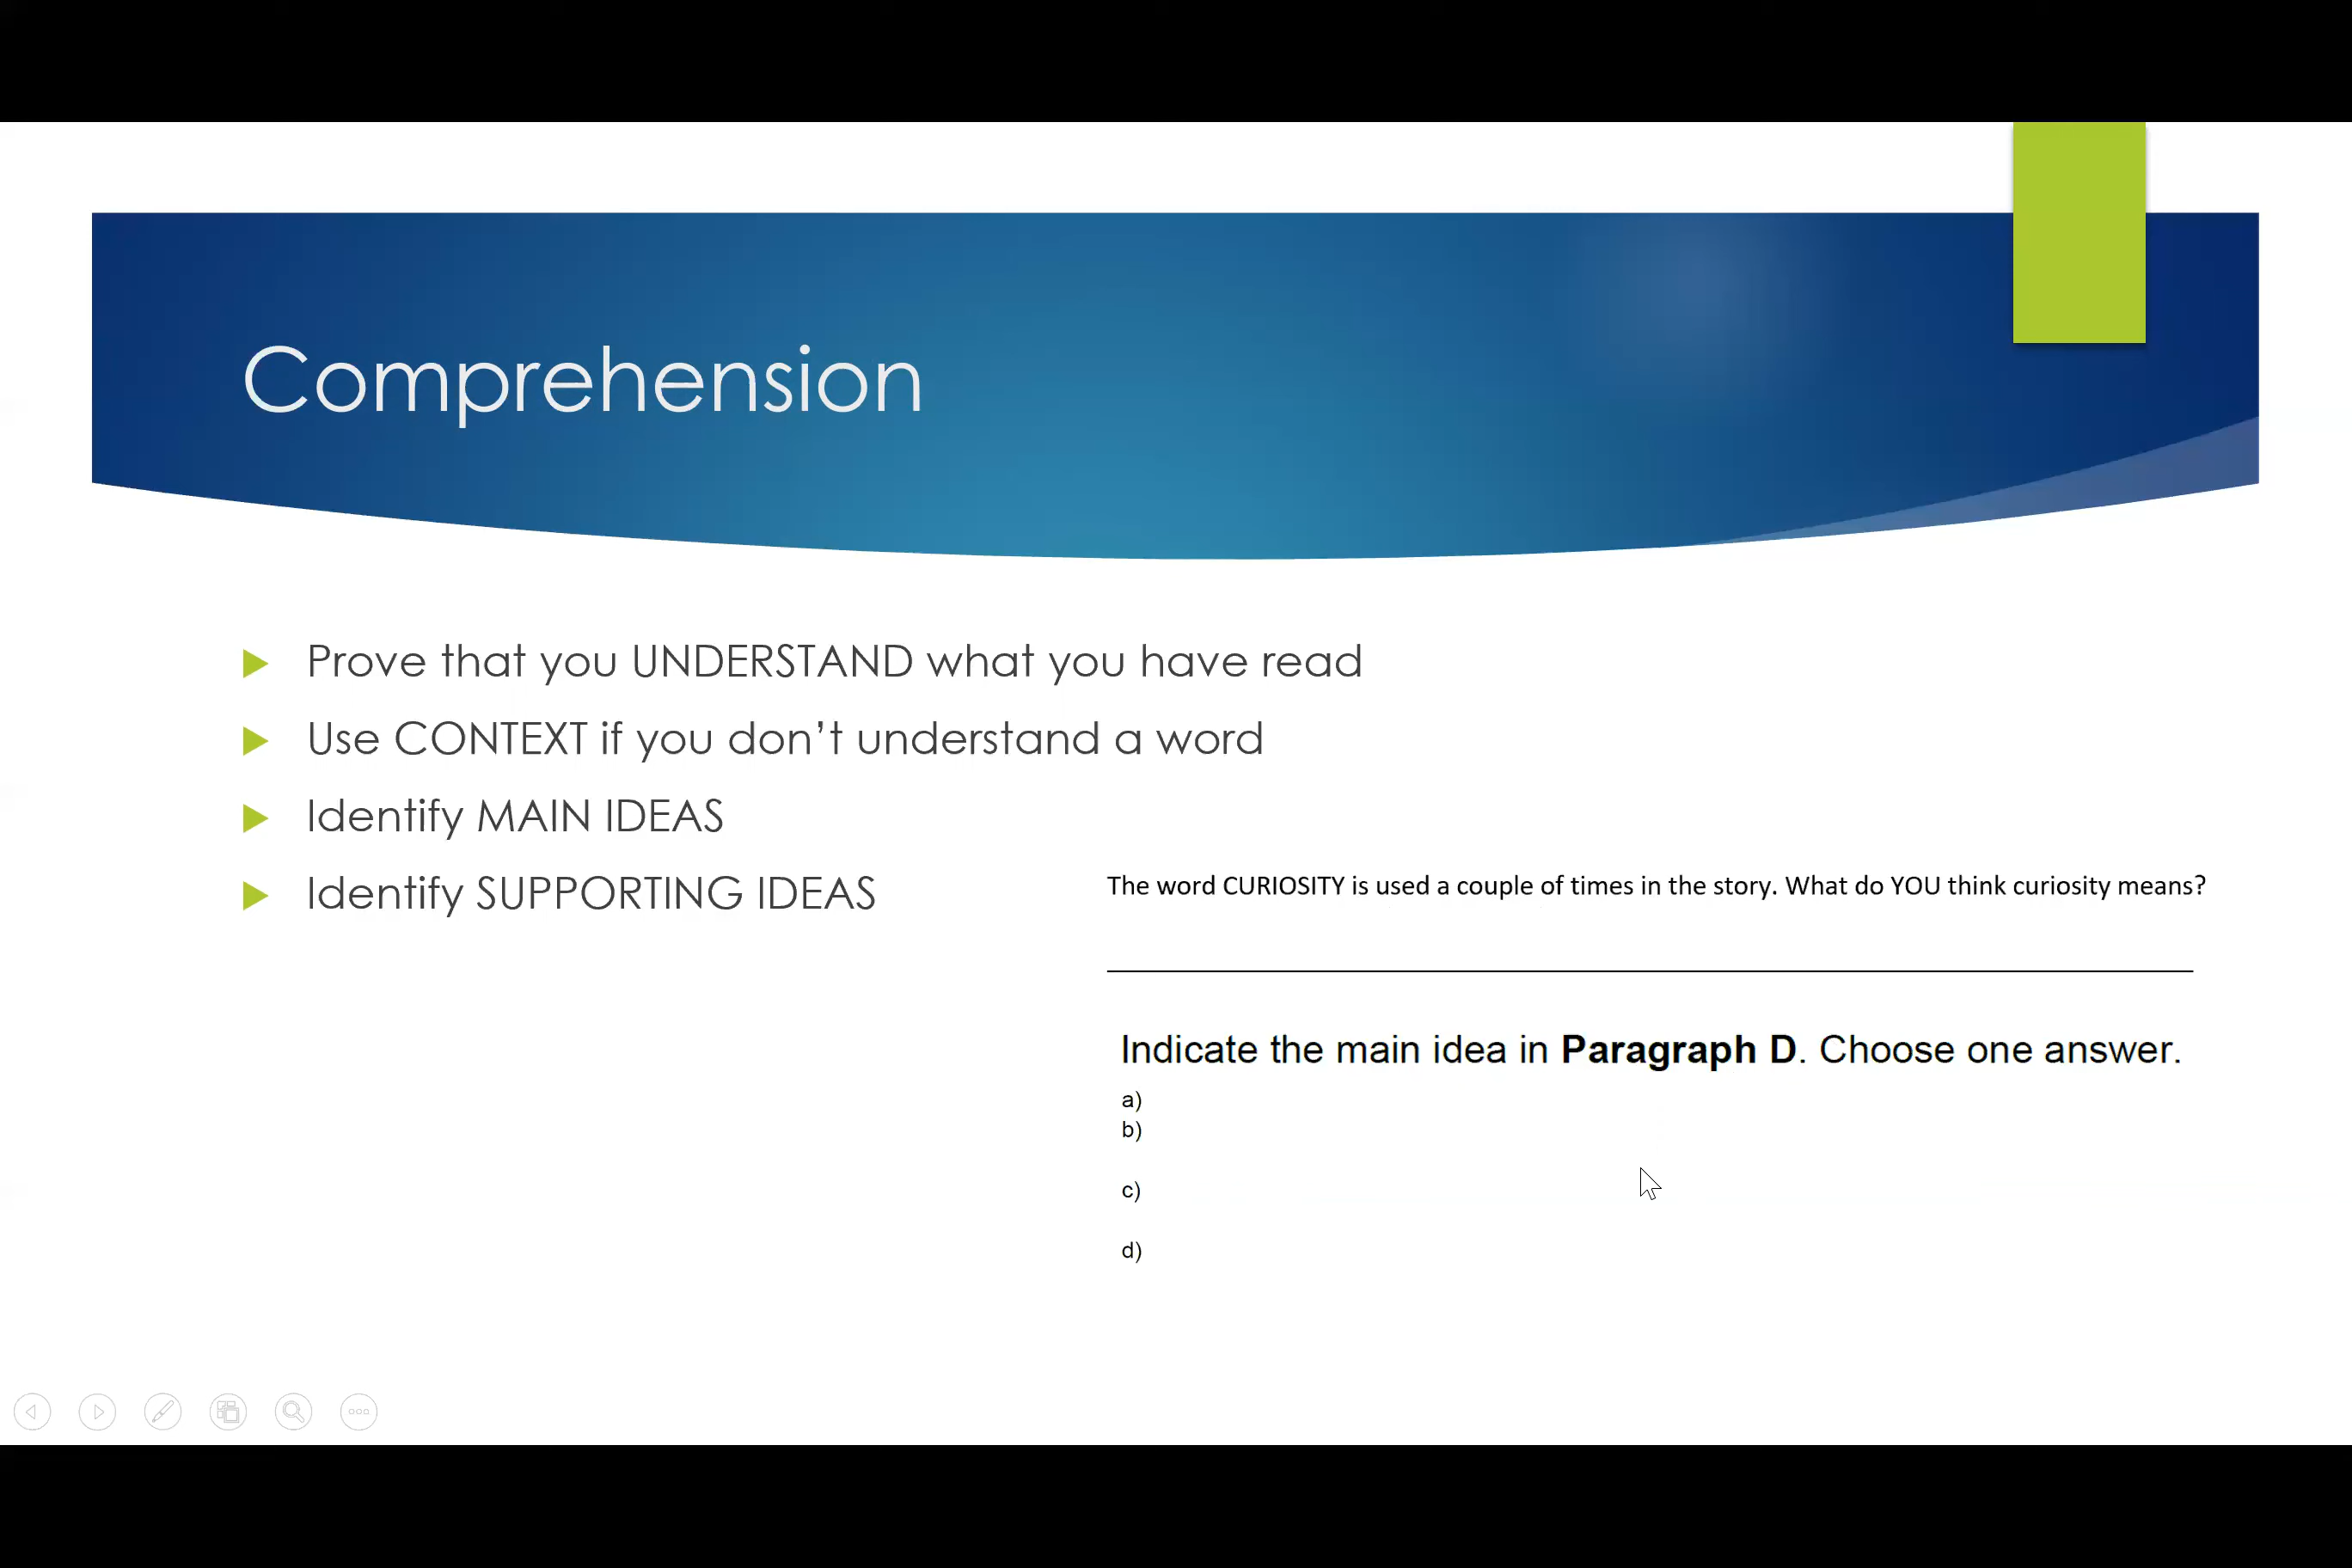 Comprehension
Prove that you UNDERSTAND what you have read
Use CONTEXT if you don’t understand a word
Identify MAIN IDEAS
Identify SUPPORTING IDEAS
The word CURIOSITY is used a couple of times in the story. What do YOU think curiosity means?
Indicate the main idea in Paragraph D. Choose one answer.
a)
b)
c)
d)